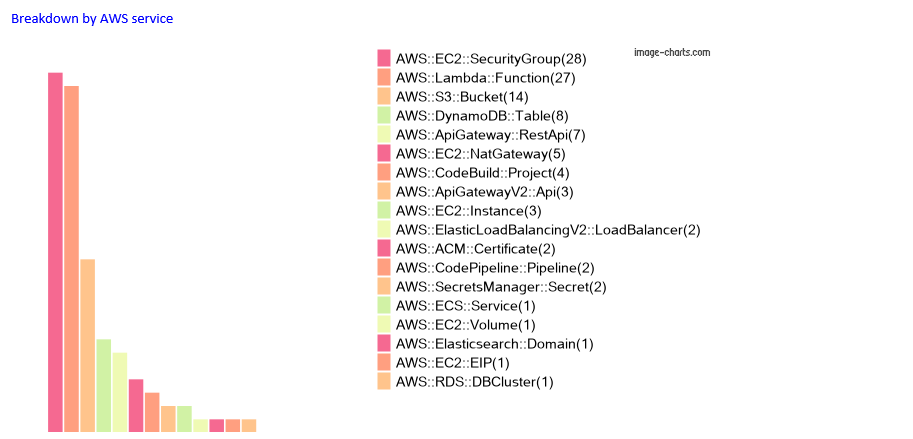 Breakdown by AWS service
image-charts.com
AWS::EC2::SecurityGroup(28)
AWS::Lambda::Function(27)
AWS::S3::Bucket(14)
AWS::DynamoDB::Table(8)
AWS::ApiGateway::RestApi(7)
AWS::EC2::NatGateway(5)
AWS::CodeBuild::Project(4)
AWS::ApiGatewayV2::Api(3)
AWS::EC2::Instance(3)
AWS::ElasticLoadBalancingV2::LoadBalancer(2)
AWS::ACM::Certificate(2)
AWS::CodePipeline::Pipeline(2)
AWS::SecretsManager::Secret(2)
AWS::ECS::Service(1)
AWS::EC2::Volume(1)
AWS::Elasticsearch::Domain(1)
AWS::EC2::EIP(1)
AWS::RDS::DBCluster(1)